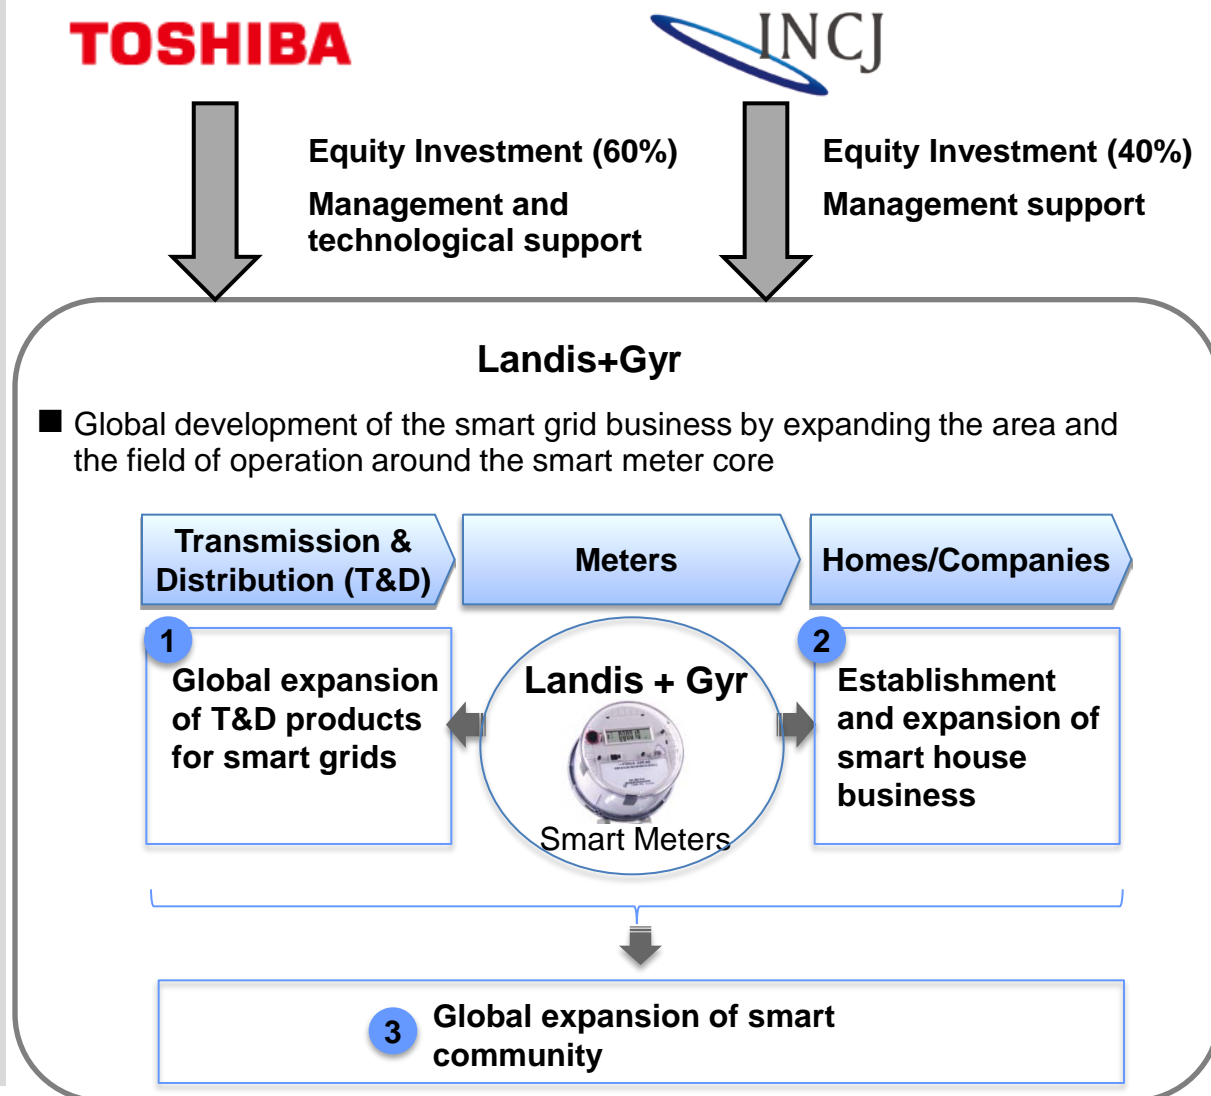 TOSHIBA
INCJ
Equity Investment (60%)
Management and
technological support
Equity Investment (40%)
Management support
Landis+Gyr
Global development of the smart grid business by expanding the area and
the field of operation around the smart meter core
Transmission &
Distribution (T&D)
Meters
Homes/Companies
1
Global expansion
of T&D products
for smart grids
Landis + Gyr
Smart Meters
2
Establishment
and expansion of
smart house
business
3
Global expansion of smart
community